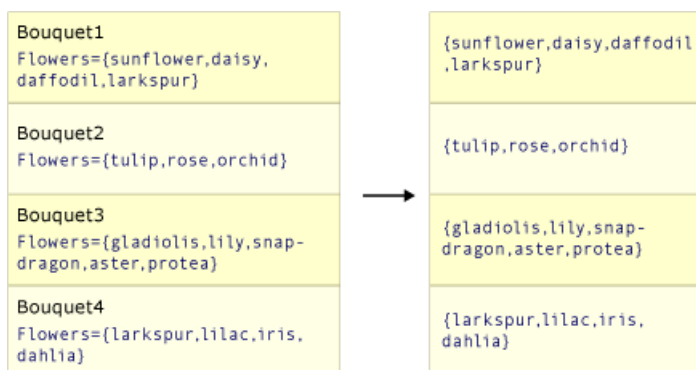 Bouquet1
Flowers={sunflower,daisy,
daffodil,larkspur}
Bouquet2
Flowers={tulip,rose,orchid}
Bouquet3
Flowers={gladiolis,lily,snap-
dragon,aster,protea}
Bouquet4
Flowers={larkspur,lilac,iris,
dahlia}
{sunflower,daisy,daffodil
,larkspur}
{tulip,rose,orchid}
{gladiolis,lily,snap-
dragon,aster,protea}
{larkspur,lilac,iris,
dahlia}